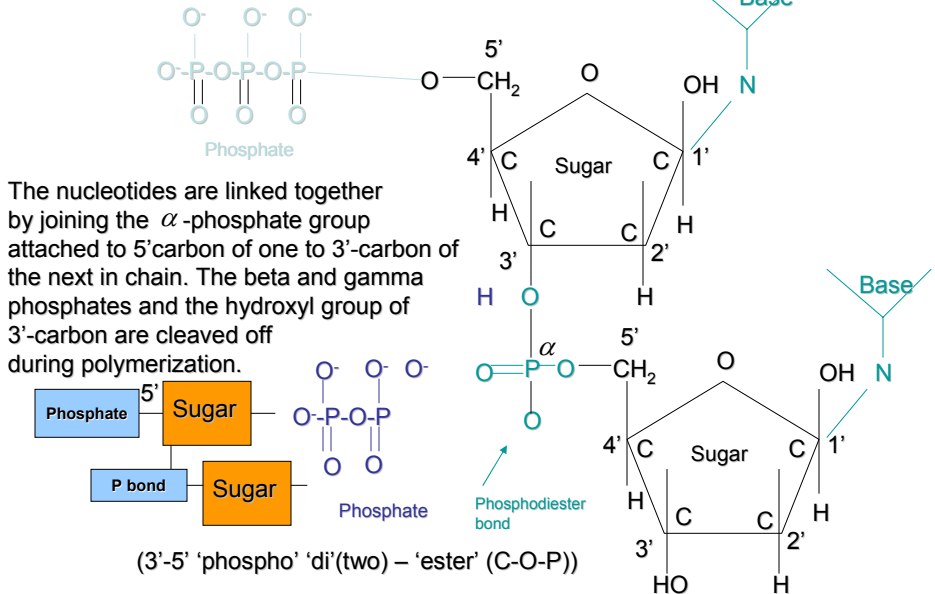 Base
O- O- O-
5’
O--P-O-P-O-P
O
CH2
O
OH
N
O O O
Phosphate
4’
C
Sugar
C
1’
The nucleotides are linked together
by joining the α-phosphate group
H
H
attached to 5’carbon of one to 3’-carbon of
C
C
the next in chain. The beta and gamma
3’
2’
phosphates and the hydroxyl group of
H
O
H
Base
3’-carbon are cleaved off
during polymerization.
5’
α
O- O- O-
O=P-O
CH2
O
OH
N
5’
Phosphate
Sugar
O--P-O-P
O
4’
C
Sugar
C
1’
O O
P bond
Sugar
Phosphate
Phosphodiester
bond
H
H
C
C
3’
2’
(3’-5’ ‘phospho’ ‘di’(two) – ‘ester’ (C-O-P))
HO
H